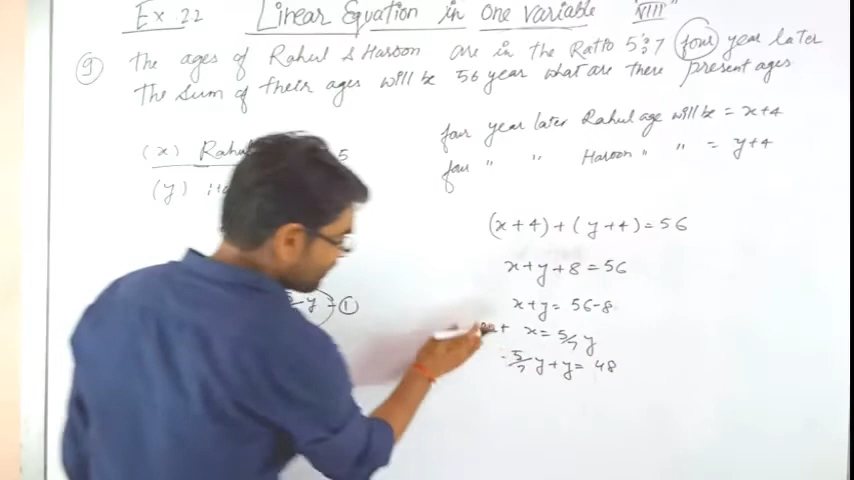 Ex 22 Linear Equation in one variable "VIII"
9 the ages of Rahul & Haroon are in the Ratio 5:7 four year later
The sum of their ages will be 56 year what are there present ages
(x) Rahul 5
(y)
y - 1
four year later Rahul age will be = x+4
four " " Haroon " " = y+4
(x+4) + (y+4) = 56
x+y+8 = 56
x+y = 56-8
x = 5/7 y
5/7 y + y = 48